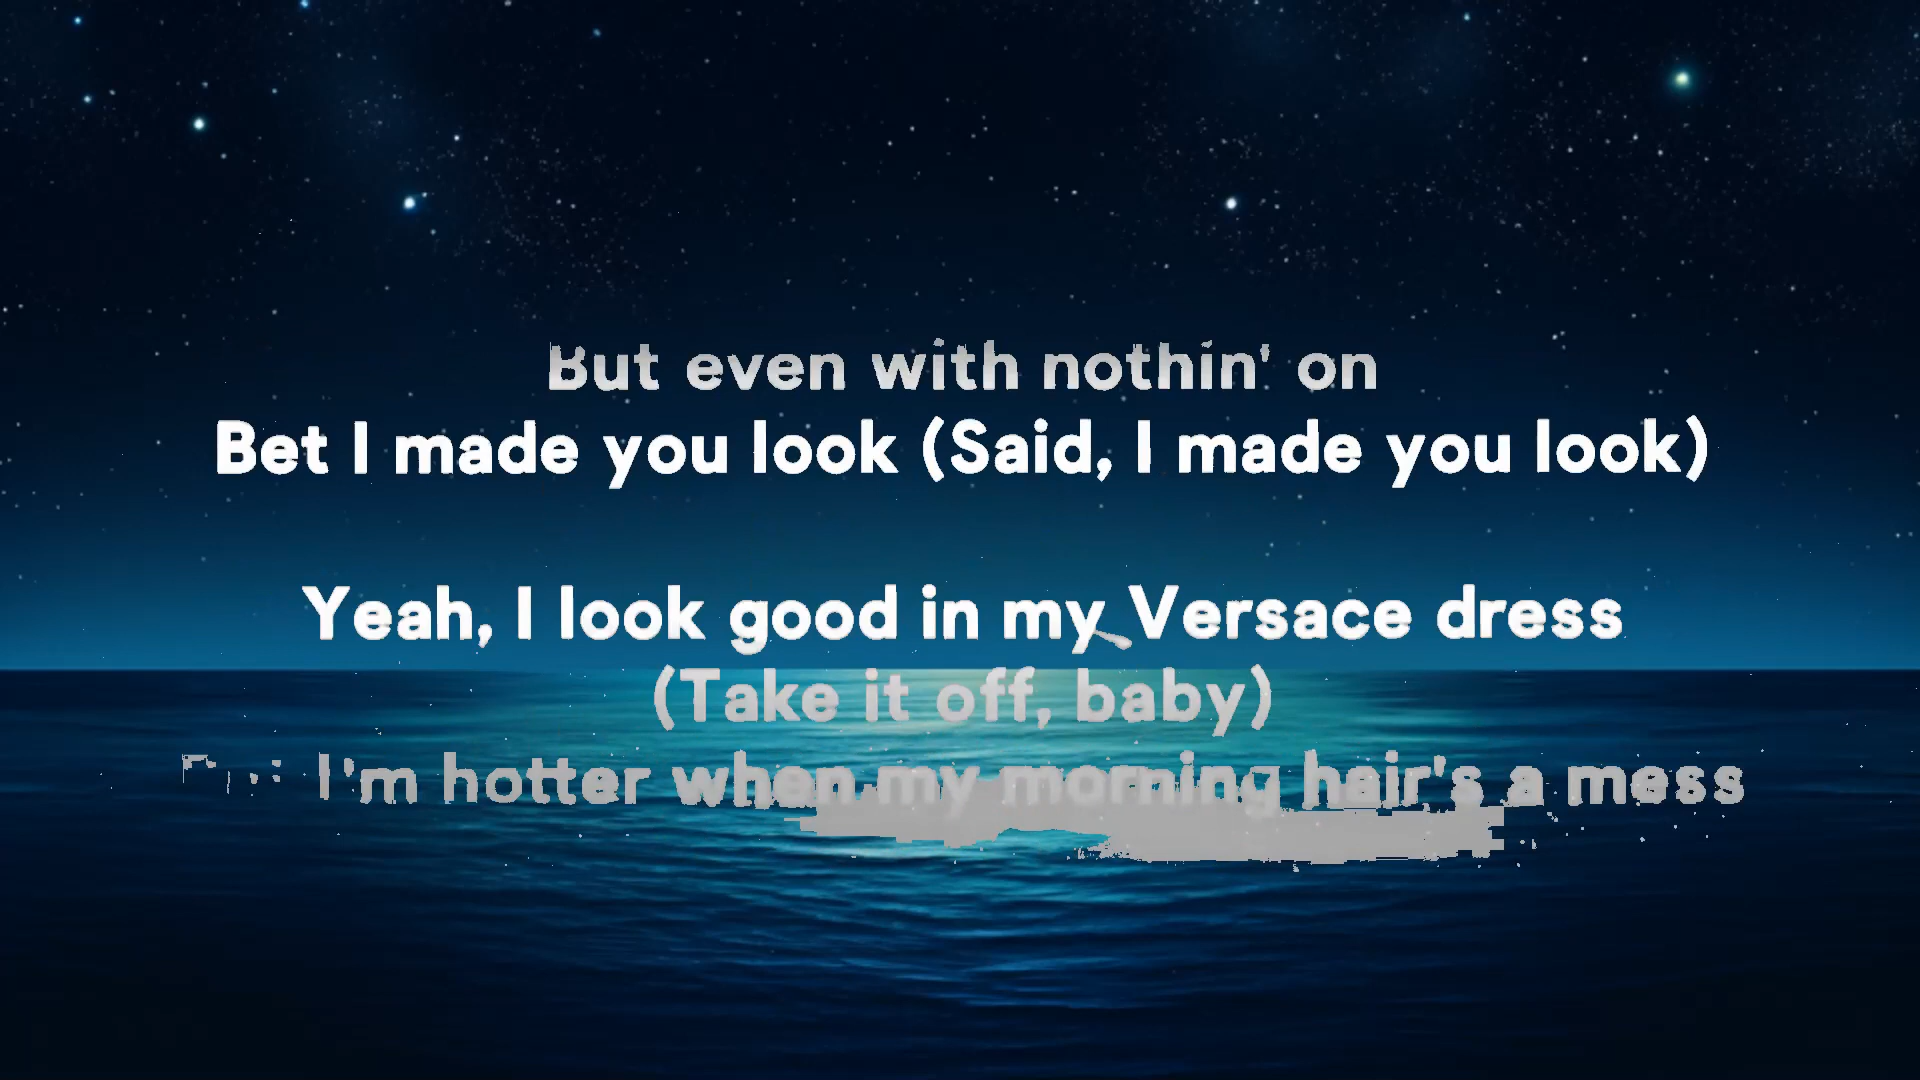 But even with nothin' on
Bet I made you look (Said, I made you look)
Yeah, I look good in my Versace dress
(Take it off, baby)
I'm hotter when my morning hair's a mess